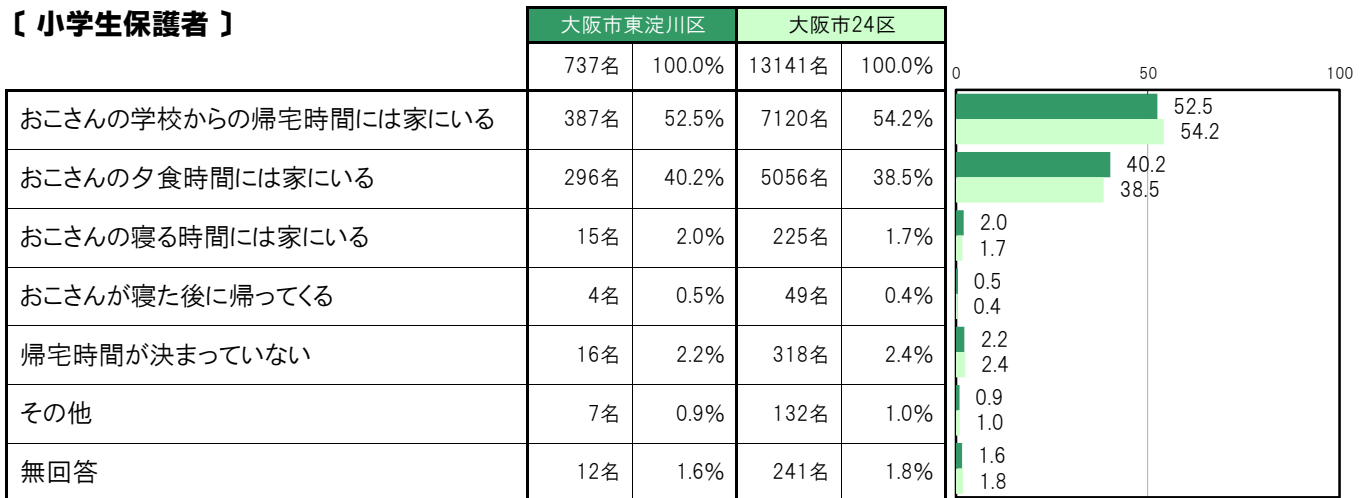 〔 小学生保護者 〕
大阪市東淀川区 大阪市24区
737名 100.0% 13141名 100.0%
0 50 100
おこさんの学校からの帰宅時間には家にいる 387名 52.5% 7120名 54.2%
52.5
54.2
おこさんの夕食時間には家にいる 296名 40.2% 5056名 38.5%
40.2
38.5
おこさんの寝る時間には家にいる 15名 2.0% 225名 1.7%
2.0
1.7
おこさんが寝た後に帰ってくる 4名 0.5% 49名 0.4%
0.5
0.4
帰宅時間が決まっていない 16名 2.2% 318名 2.4%
2.2
2.4
その他 7名 0.9% 132名 1.0%
0.9
1.0
無回答 12名 1.6% 241名 1.8%
1.6
1.8